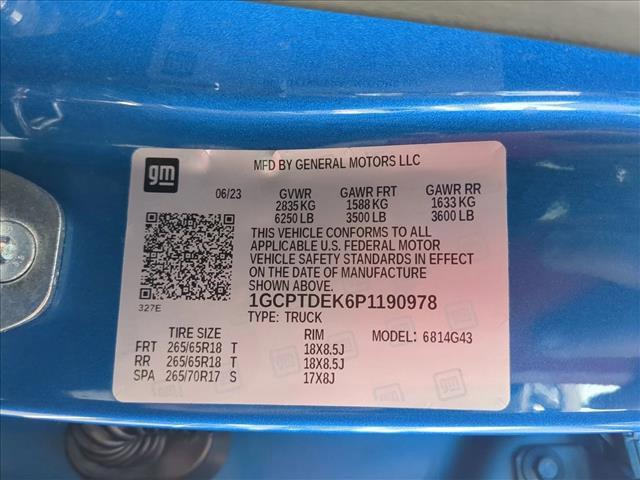 gm
MFD BY GENERAL MOTORS LLC
06/23 GVWR GAWR FRT GAWR RR
2835 KG 1588 KG 1633 KG
6250 LB 3500 LB 3600 LB
THIS VEHICLE CONFORMS TO ALL
APPLICABLE U.S. FEDERAL MOTOR
VEHICLE SAFETY STANDARDS IN EFFECT
ON THE DATE OF MANUFACTURE
SHOWN ABOVE.
327E
1GCPTDEK6P1190978
TYPE: TRUCK
TIRE SIZE RIM MODEL: 6814G43
FRT 265/65R18 T 18X8.5J
RR 265/65R18 T 18X8.5J
SPA 265/70R17 S 17X8J